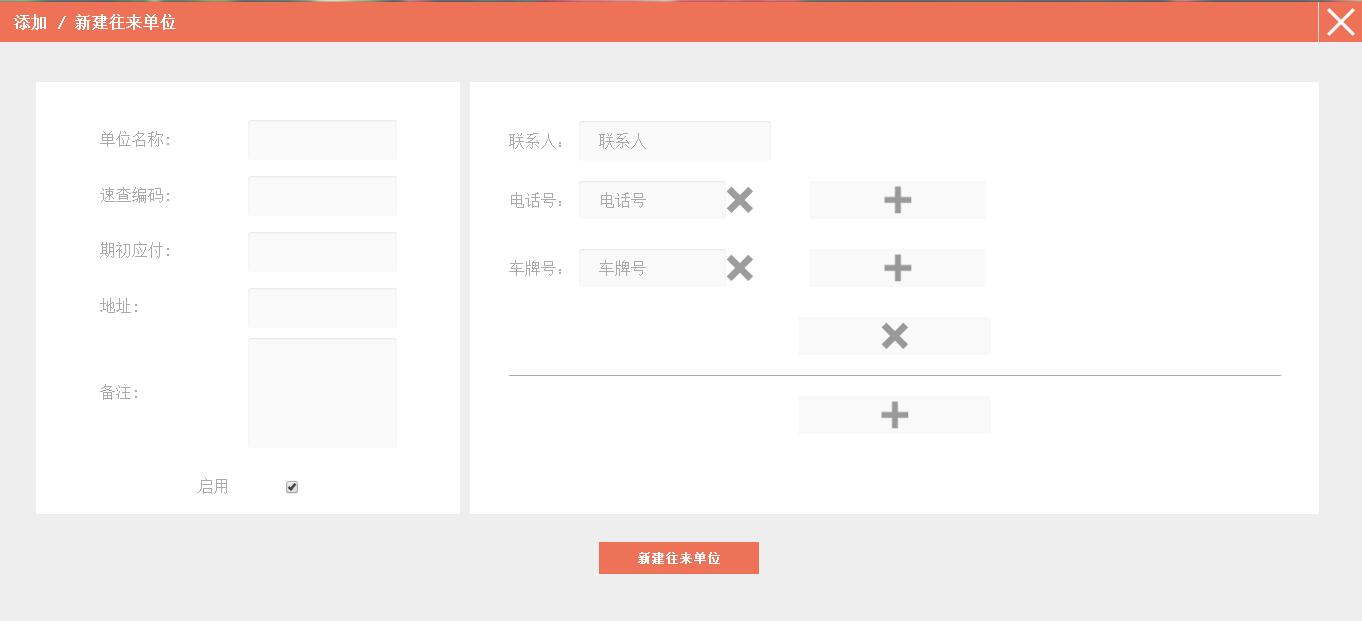 添加 / 新建往来单位
单位名称:
速查编码:
期初应付:
地址:
备注:
启用
联系人: 联系人
电话号: 电话号
车牌号: 车牌号
新建往来单位